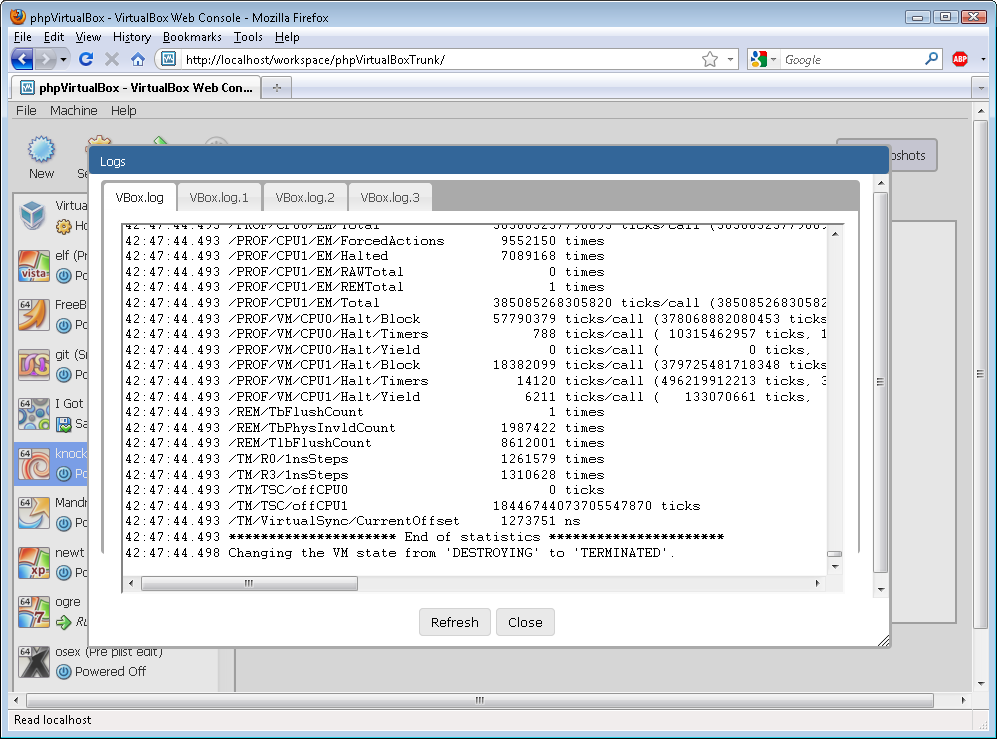 phpVirtualBox - VirtualBox Web Console - Mozilla Firefox
File Edit View History Bookmarks Tools Help
http://localhost/workspace/phpVirtualBoxTrunk/
Google
ABP
phpVirtualBox - VirtualBox Web Con...
File Machine Help
New
Logs
VBox.log VBox.log.1 VBox.log.2 VBox.log.3
42:47:44.493 /PROF/CPU1/EM/ForcedActions 9552150 times
42:47:44.493 /PROF/CPU1/EM/Halted 7089168 times
42:47:44.493 /PROF/CPU1/EM/RAWTotal 0 times
42:47:44.493 /PROF/CPU1/EM/REMTotal 1 times
42:47:44.493 /PROF/CPU1/EM/Total 385085268305820 ticks/call (38508526830582
42:47:44.493 /PROF/VM/CPU0/Halt/Block 57790379 ticks/call (378068882080453 ticks
42:47:44.493 /PROF/VM/CPU0/Halt/Timers 788 ticks/call ( 10315462957 ticks, 1
42:47:44.493 /PROF/VM/CPU0/Halt/Yield 0 ticks/call ( 0 ticks,
42:47:44.493 /PROF/VM/CPU1/Halt/Block 18382099 ticks/call (379725481718348 ticks
42:47:44.493 /PROF/VM/CPU1/Halt/Timers 14120 ticks/call (496219912213 ticks, 3
42:47:44.493 /PROF/VM/CPU1/Halt/Yield 6211 ticks/call ( 133070661 ticks,
42:47:44.493 /REM/TbFlushCount 1 times
42:47:44.493 /REM/TbPhysInvldCount 1987422 times
42:47:44.493 /REM/TlbFlushCount 8612001 times
42:47:44.493 /TM/R0/1nsSteps 1261579 times
42:47:44.493 /TM/R3/1nsSteps 1310628 times
42:47:44.493 /TM/TSC/offCPU0 0 ticks
42:47:44.493 /TM/TSC/offCPU1 18446744073705547870 ticks
42:47:44.493 /TM/VirtualSync/CurrentOffset 1273751 ns
42:47:44.493 ********************* End of statistics **********************
42:47:44.498 Changing the VM state from 'DESTROYING' to 'TERMINATED'.
Refresh Close
Virtua
Ho
elf (Pr
vista
Po
64 FreeB
Po
git (Sr
Po
64 I Got
Sa
64 knock
Po
64 Mandr
Po
newt
xp
Po
64 ogre
7
Ru
64 osex (Pre plist edit)
Powered Off
Read localhost